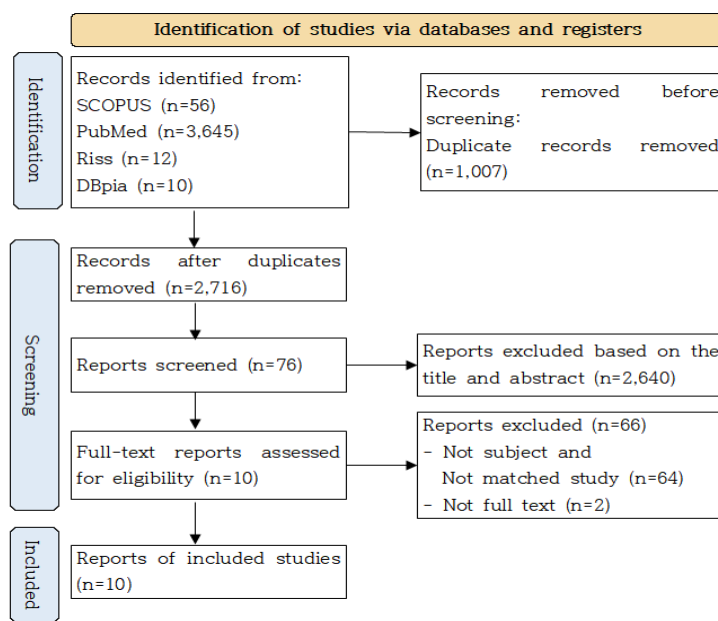 Identification of studies via databases and registers
Identification
Records identified from:
SCOPUS (n=56)
PubMed (n=3,645)
Riss (n=12)
DBpia (n=10)
Records removed before
screening:
Duplicate records removed
(n=1,007)
Screening
Records after duplicates
removed (n=2,716)
Reports screened (n=76)
Reports excluded based on the
title and abstract (n=2,640)
Full-text reports assessed
for eligibility (n=10)
Reports excluded (n=66)
- Not subject and
Not matched study (n=64)
- Not full text (n=2)
Included
Reports of included studies
(n=10)